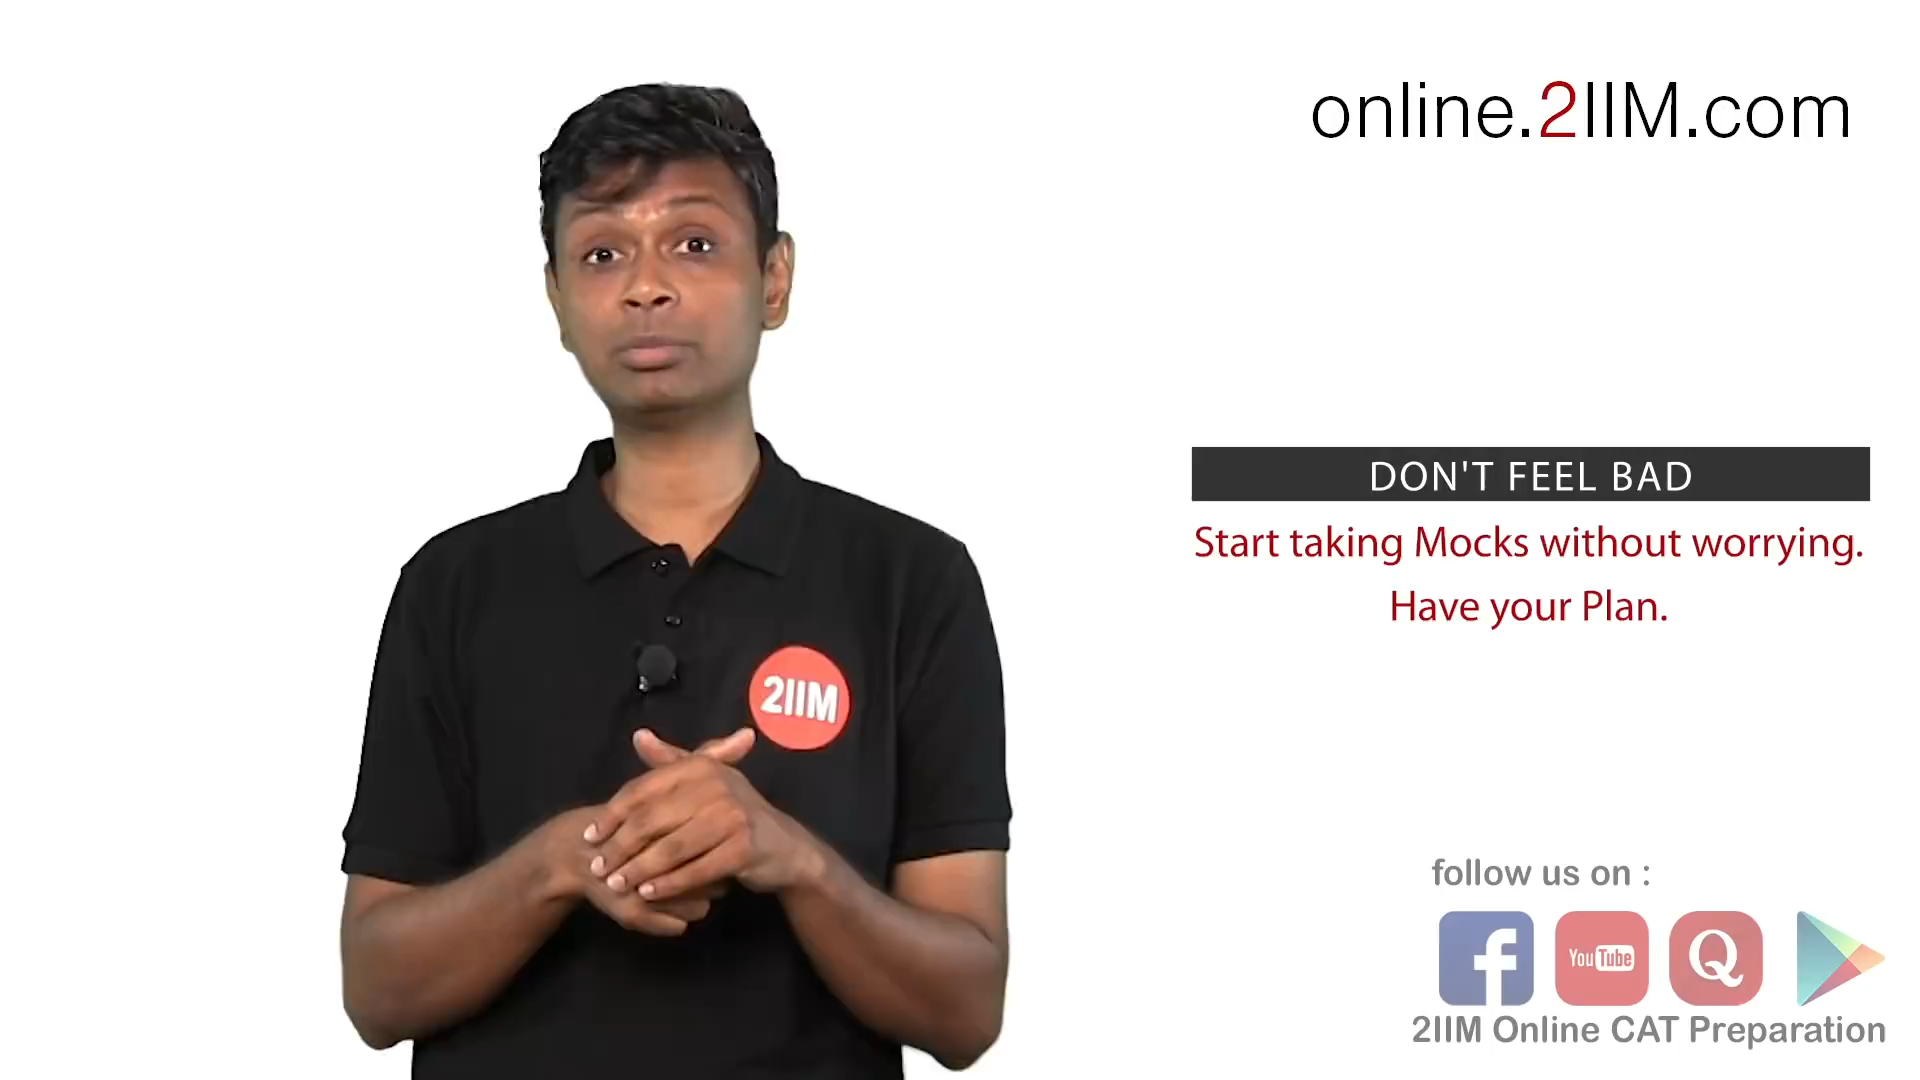 online.2IIM.com
DON'T FEEL BAD
Start taking Mocks without worrying.
Have your Plan.
2IIM
follow us on :
f
You Tube
Q
2IIM Online CAT Preparation